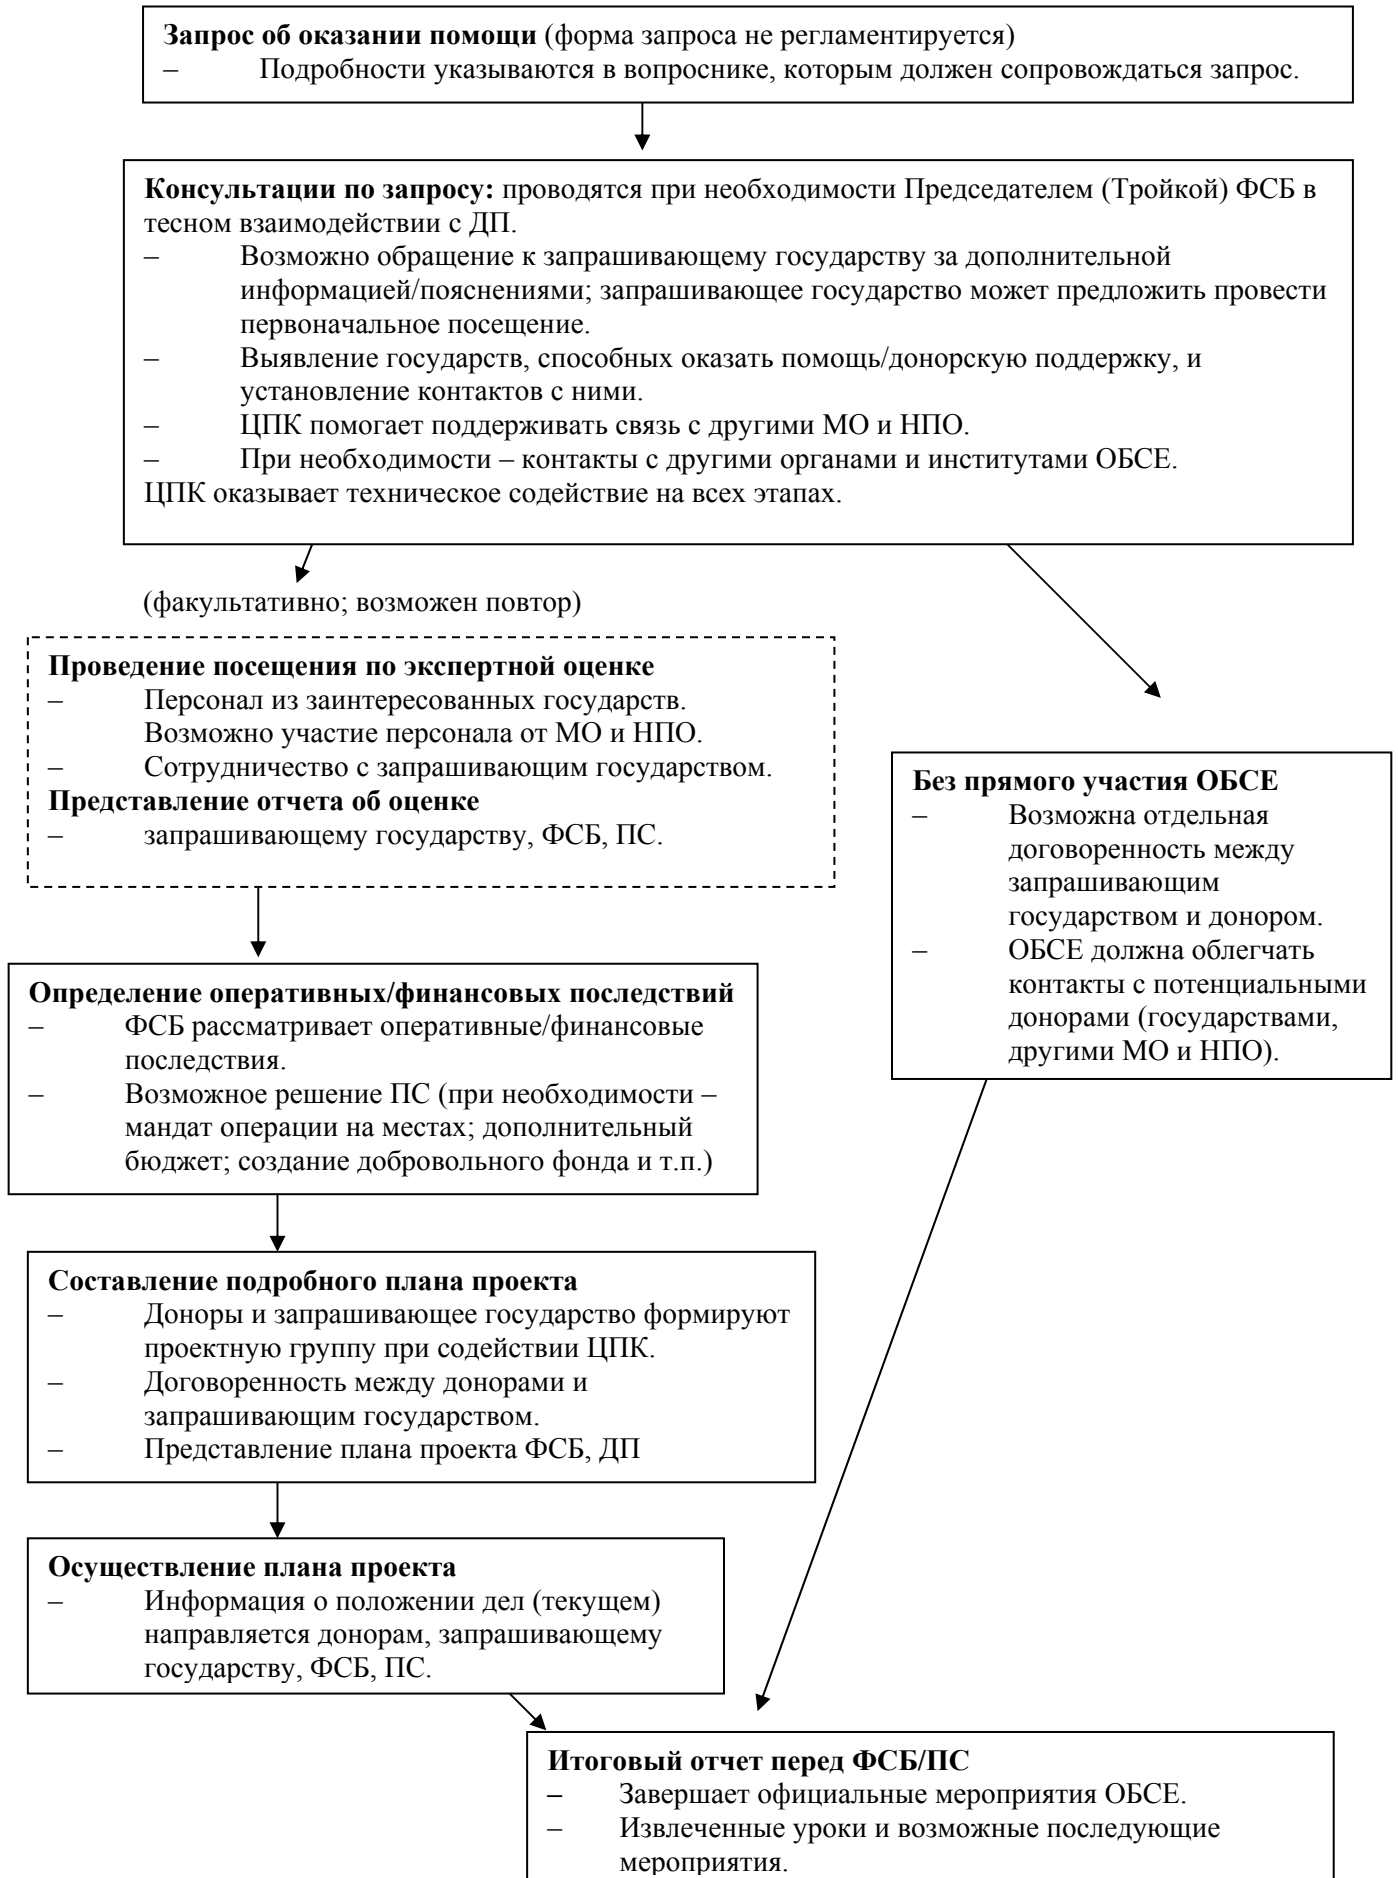 Запрос об оказании помощи (форма запроса не регламентируется)
– Подробности указываются в вопроснике, которым должен сопровождаться запрос.
Консультации по запросу: проводятся при необходимости Председателем (Тройкой) ФСБ в
тесном взаимодействии с ДП.
– Возможно обращение к запрашивающему государству за дополнительной
информацией/пояснениями; запрашивающее государство может предложить провести
первоначальное посещение.
– Выявление государств, способных оказать помощь/донорскую поддержку, и
установление контактов с ними.
– ЦПК помогает поддерживать связь с другими МО и НПО.
– При необходимости – контакты с другими органами и институтами ОБСЕ.
ЦПК оказывает техническое содействие на всех этапах.
(факультативно; возможен повтор)
Проведение посещения по экспертной оценке
– Персонал из заинтересованных государств.
Возможно участие персонала от МО и НПО.
– Сотрудничество с запрашивающим государством.
Представление отчета об оценке
– запрашивающему государству, ФСБ, ПС.
Без прямого участия ОБСЕ
– Возможна отдельная
договоренность между
запрашивающим
государством и донором.
– ОБСЕ должна облегчать
контакты с потенциальными
донорами (государствами,
другими МО и НПО).
Определение оперативных/финансовых последствий
– ФСБ рассматривает оперативные/финансовые
последствия.
– Возможное решение ПС (при необходимости –
мандат операции на местах; дополнительный
бюджет; создание добровольного фонда и т.п.)
Составление подробного плана проекта
– Доноры и запрашивающее государство формируют
проектную группу при содействии ЦПК.
– Договоренность между донорами и
запрашивающим государством.
– Представление плана проекта ФСБ, ДП
Осуществление плана проекта
– Информация о положении дел (текущем)
направляется донорам, запрашивающему
государству, ФСБ, ПС.
Итоговый отчет перед ФСБ/ПС
– Завершает официальные мероприятия ОБСЕ.
– Извлеченные уроки и возможные последующие
мероприятия.